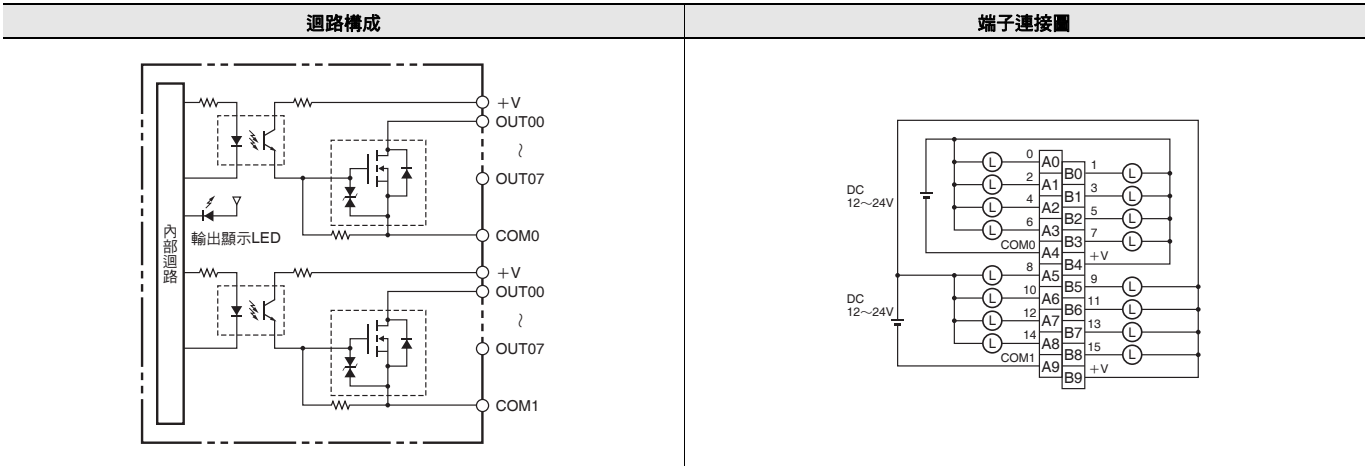 迴路構成
端子連接圖
+V
OUT00
~
OUT07
COM0
+V
OUT00
~
OUT07
COM1
內部迴路
輸出顯示LED
DC
12～24V
DC
12～24V
L 0 A0
B0 1 L
L 2 A1
B1 3 L
L 4 A2
B2 5 L
L 6 A3
B3 7 L
COM0 A4
B4 +V
L 8 A5
B5 9 L
L 10 A6
B6 11 L
L 12 A7
B7 13 L
L 14 A8
B8 15 L
COM1 A9
B9 +V